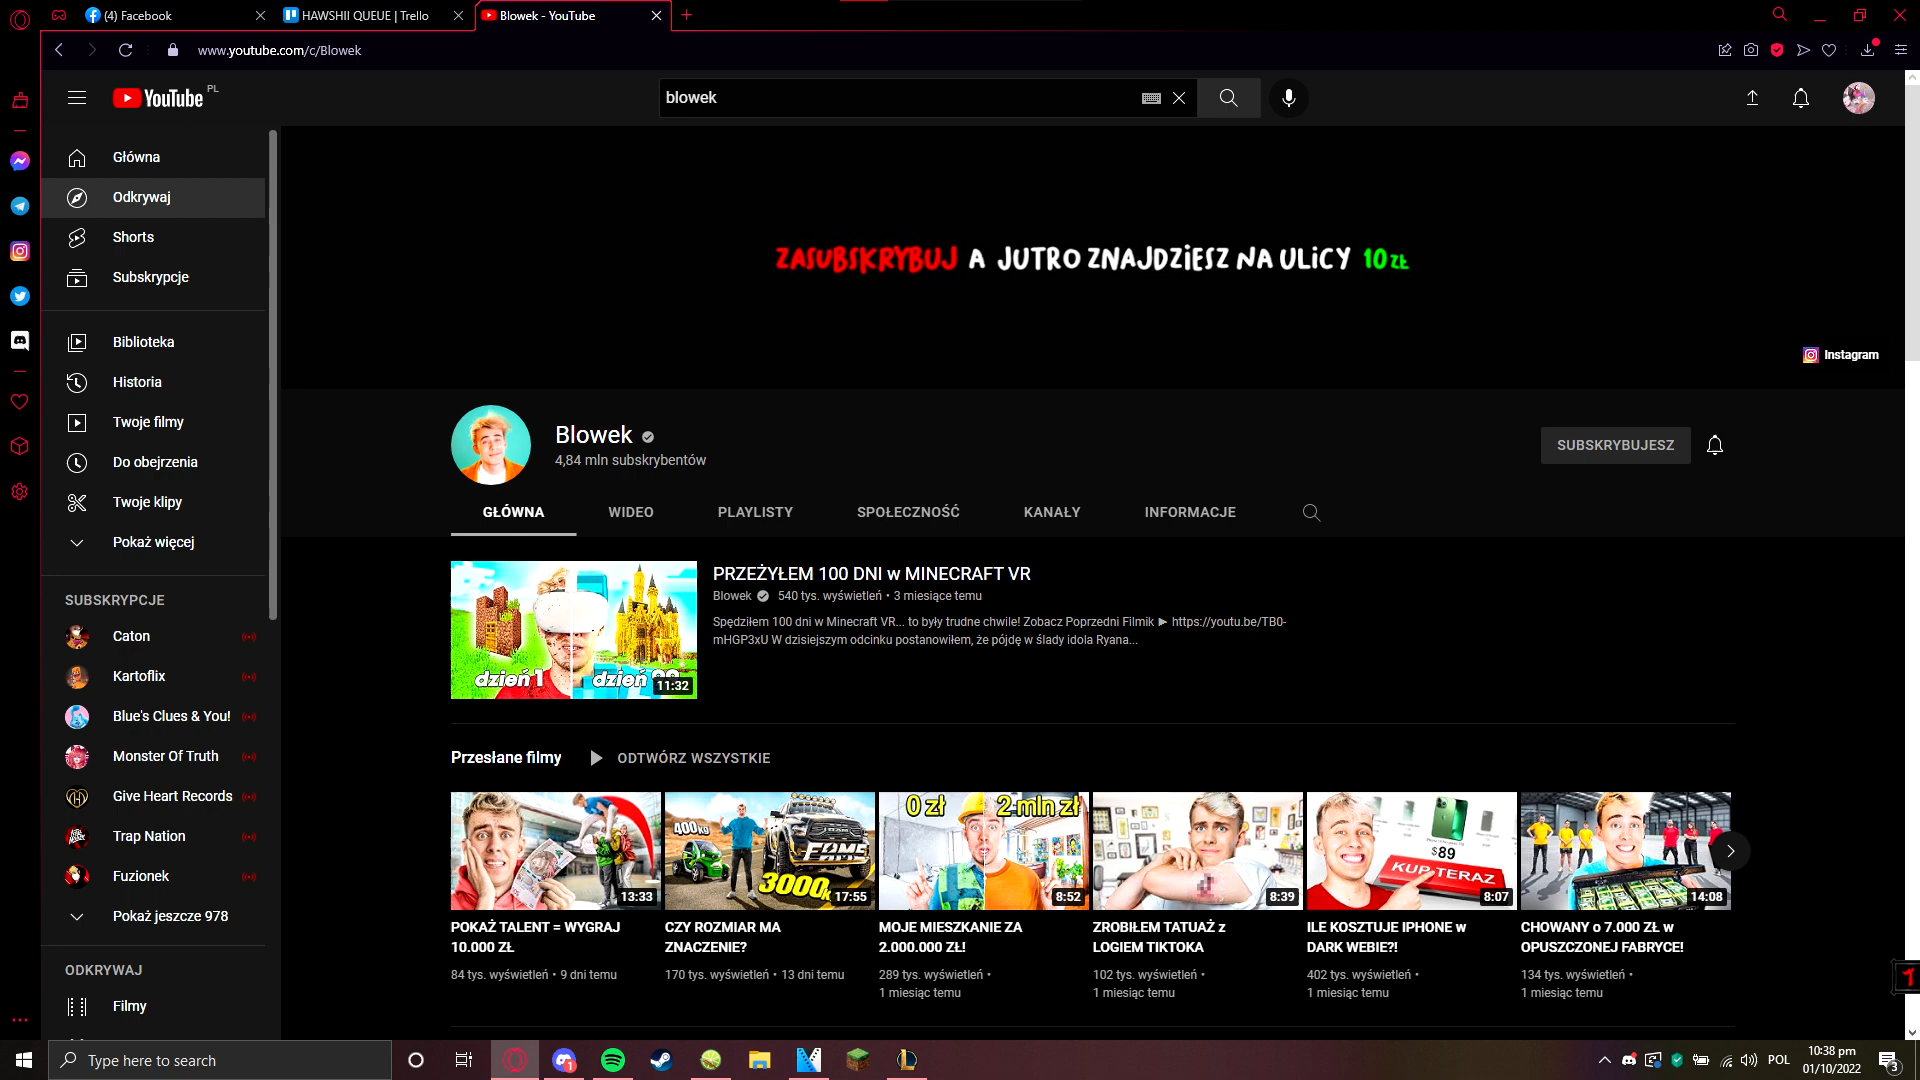 (4) Facebook
HAWSHII QUEUE | Trello
Blowek - YouTube
www.youtube.com/c/Blowek
YouTube PL
blowek
Główna
Odkrywaj
Shorts
Subskrypcje
Biblioteka
Historia
Twoje filmy
Do obejrzenia
Twoje klipy
Pokaż więcej
SUBSKRYPCJE
Caton
Kartoflix
Blue's Clues & You!
Monster Of Truth
Give Heart Records
Trap Nation
Fuzionek
Pokaż jeszcze 978
ODKRYWAJ
Filmy
ZASUBSKRYBUJ A JUTRO ZNAJDZIESZ NA ULICY 10ZŁ
Instagram
Blowek
4,84 mln subskrybentów
SUBSKRYBUJESZ
GŁÓWNA
WIDEO
PLAYLISTY
SPOŁECZNOŚĆ
KANAŁY
INFORMACJE
dzień 1
dzień
11:32
PRZEŻYŁEM 100 DNI w MINECRAFT VR
Blowek 540 tys. wyświetleń • 3 miesiące temu
Spędziłem 100 dni w Minecraft VR... to były trudne chwile! Zobacz Poprzedni Filmik ► https://youtu.be/TB0-
mHGP3xU W dzisiejszym odcinku postanowiłem, że pójdę w ślady idola Ryana...
Przesłane filmy
ODTWÓRZ WSZYSTKIE
13:33
POKAŻ TALENT = WYGRAJ
10.000 ZŁ
84 tys. wyświetleń • 9 dni temu
400KG
FAME
3000K
17:55
CZY ROZMIAR MA
ZNACZENIE?
170 tys. wyświetleń • 13 dni temu
0 zł
2 mln zł
8:52
MOJE MIESZKANIE ZA
2.000.000 ZŁ!
289 tys. wyświetleń •
1 miesiąc temu
8:39
ZROBIŁEM TATUAŻ z
LOGIEM TIKTOKA
102 tys. wyświetleń •
1 miesiąc temu
$89
KUP TERAZ
8:07
ILE KOSZTUJE IPHONE w
DARK WEBIE?!
402 tys. wyświetleń •
1 miesiąc temu
14:08
CHOWANY o 7.000 ZŁ w
OPUSZCZONEJ FABRYCE!
134 tys. wyświetleń •
1 miesiąc temu
1
Type here to search
1
POL
10:38 pm
01/10/2022
3